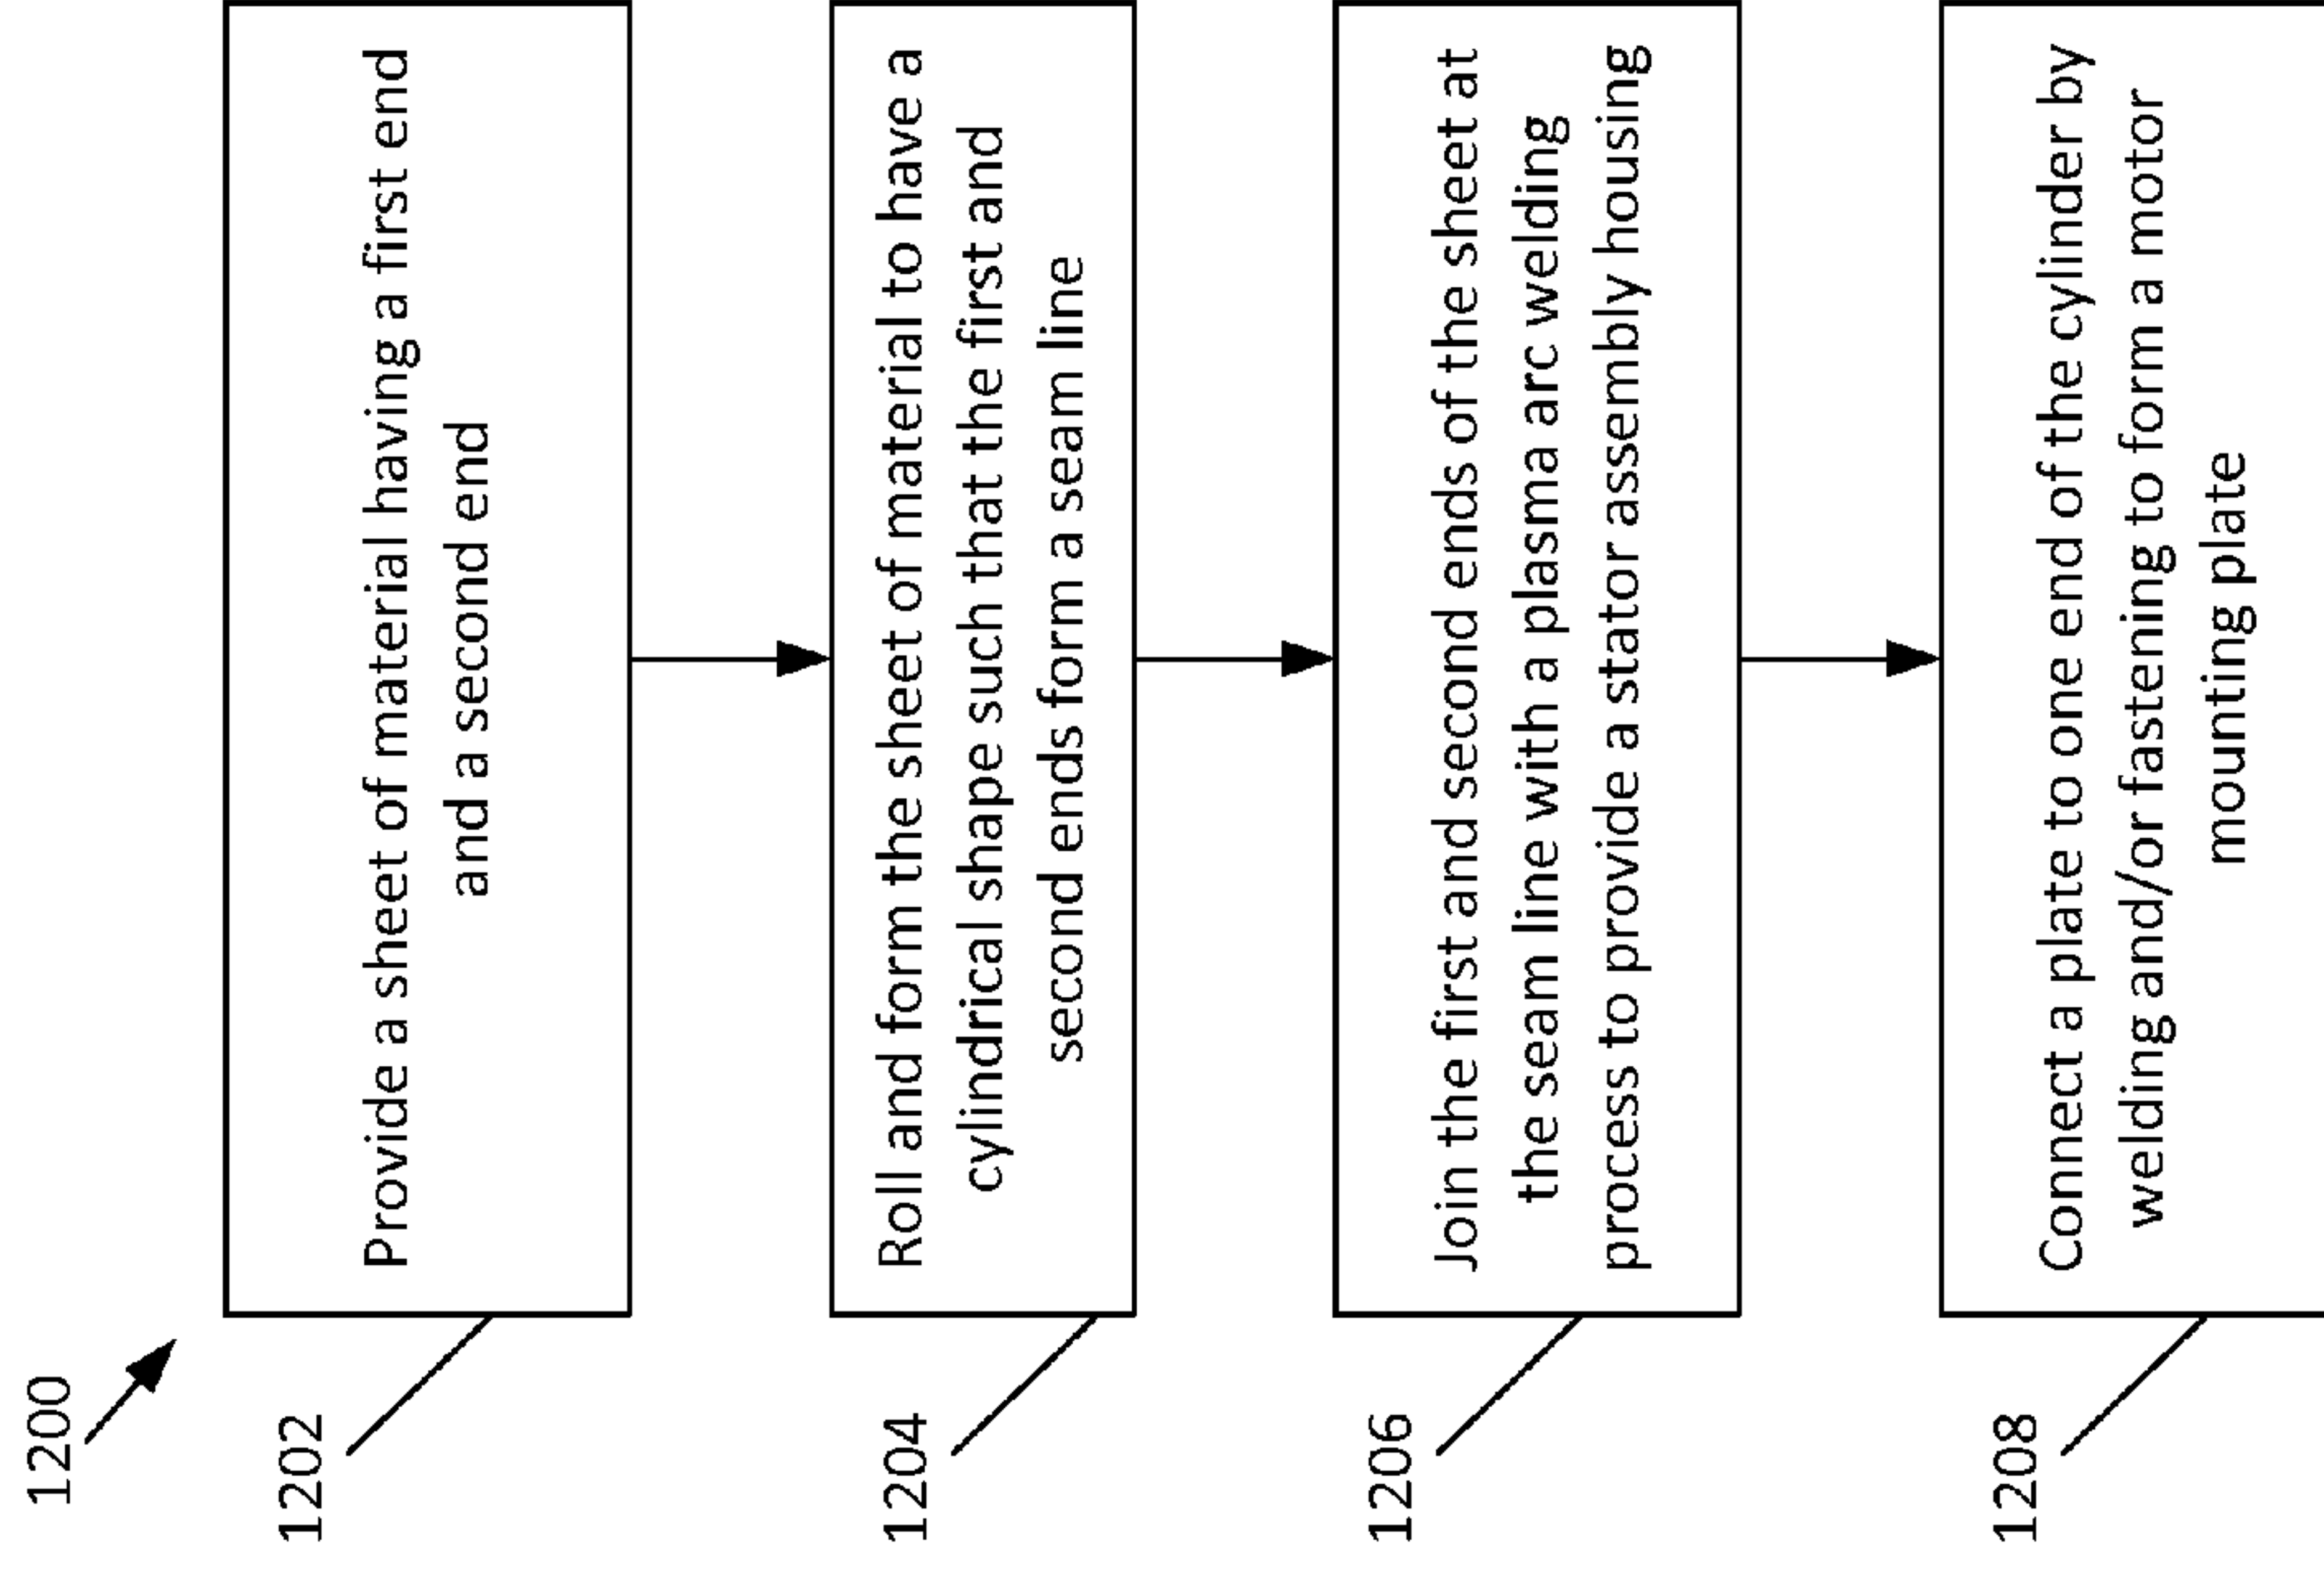 1200
1202
Provide a sheet of material having a first end
and a second end
1204
Roll and form the sheet of material to have a
cylindrical shape such that the first and
second ends form a seam line
1206
Join the first and second ends of the sheet at
the seam line with a plasma arc welding
process to provide a stator assembly housing
1208
Connect a plate to one end of the cylinder by
welding and/or fastening to form a motor
mounting plate